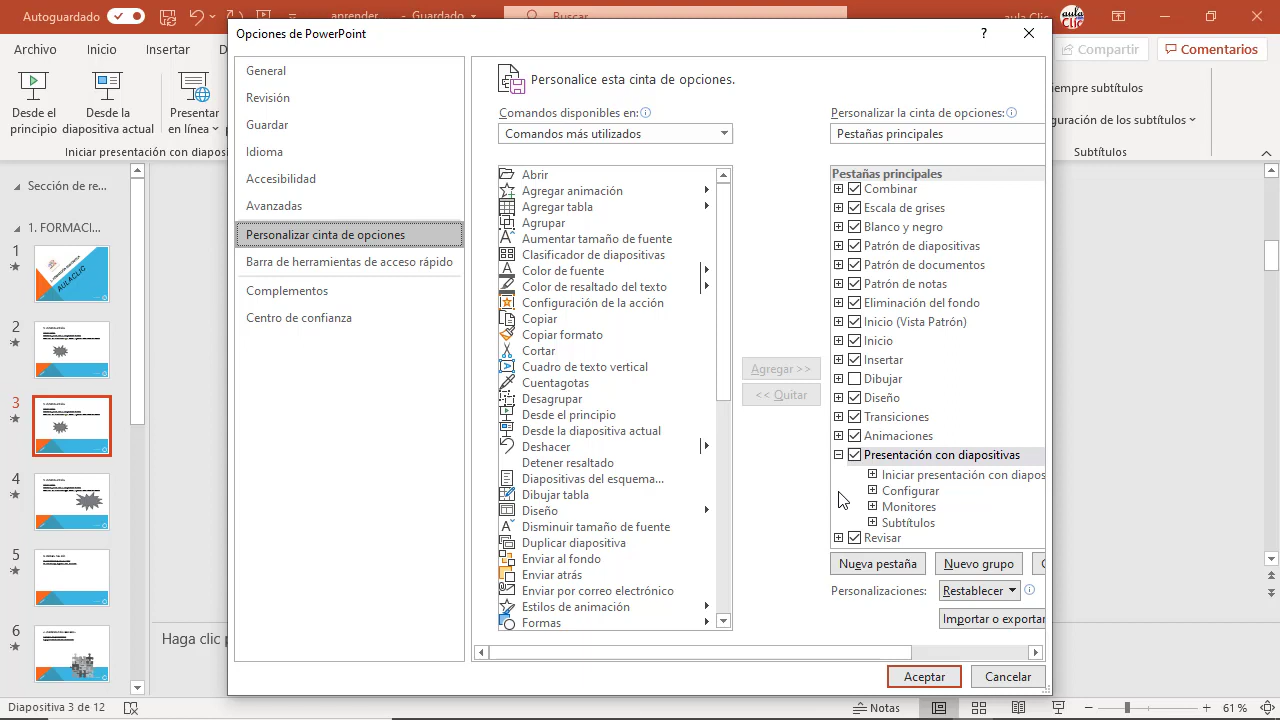 Autoguardado
aprender
Guardado
Buscar
aula Clic
Opciones de PowerPoint
Archivo
Inicio
Insertar
Compartir
Comentarios
Desde el
principio
Desde la
diapositiva actual
Presentar
en línea
Iniciar presentación con diaposi
iempre subtítulos
guración de los subtítulos
Subtítulos
Sección de re...
1. FORMACI...
1
2
3
4
5
6
AULACLIC
General
Revisión
Guardar
Idioma
Accesibilidad
Avanzadas
Personalizar cinta de opciones
Barra de herramientas de acceso rápido
Complementos
Centro de confianza
Personalice esta cinta de opciones.
Comandos disponibles en:
Comandos más utilizados
Abrir
Agregar animación
Agregar tabla
Agrupar
Aumentar tamaño de fuente
Clasificador de diapositivas
Color de fuente
Color de resaltado del texto
Configuración de la acción
Copiar
Copiar formato
Cortar
Cuadro de texto vertical
Cuentagotas
Desagrupar
Desde el principio
Desde la diapositiva actual
Deshacer
Detener resaltado
Diapositivas del esquema...
Dibujar tabla
Diseño
Disminuir tamaño de fuente
Duplicar diapositiva
Enviar al fondo
Enviar atrás
Enviar por correo electrónico
Estilos de animación
Formas
Agregar >>
<< Quitar
Personalizar la cinta de opciones:
Pestañas principales
Pestañas principales
Combinar
Escala de grises
Blanco y negro
Patrón de diapositivas
Patrón de documentos
Patrón de notas
Eliminación del fondo
Inicio (Vista Patrón)
Inicio
Insertar
Dibujar
Diseño
Transiciones
Animaciones
Presentación con diapositivas
Iniciar presentación con diapos
Configurar
Monitores
Subtítulos
Revisar
Nueva pestaña
Nuevo grupo
Personalizaciones:
Restablecer
Importar o exportar
Aceptar
Cancelar
Haga clic p
Diapositiva 3 de 12
Notas
61 %